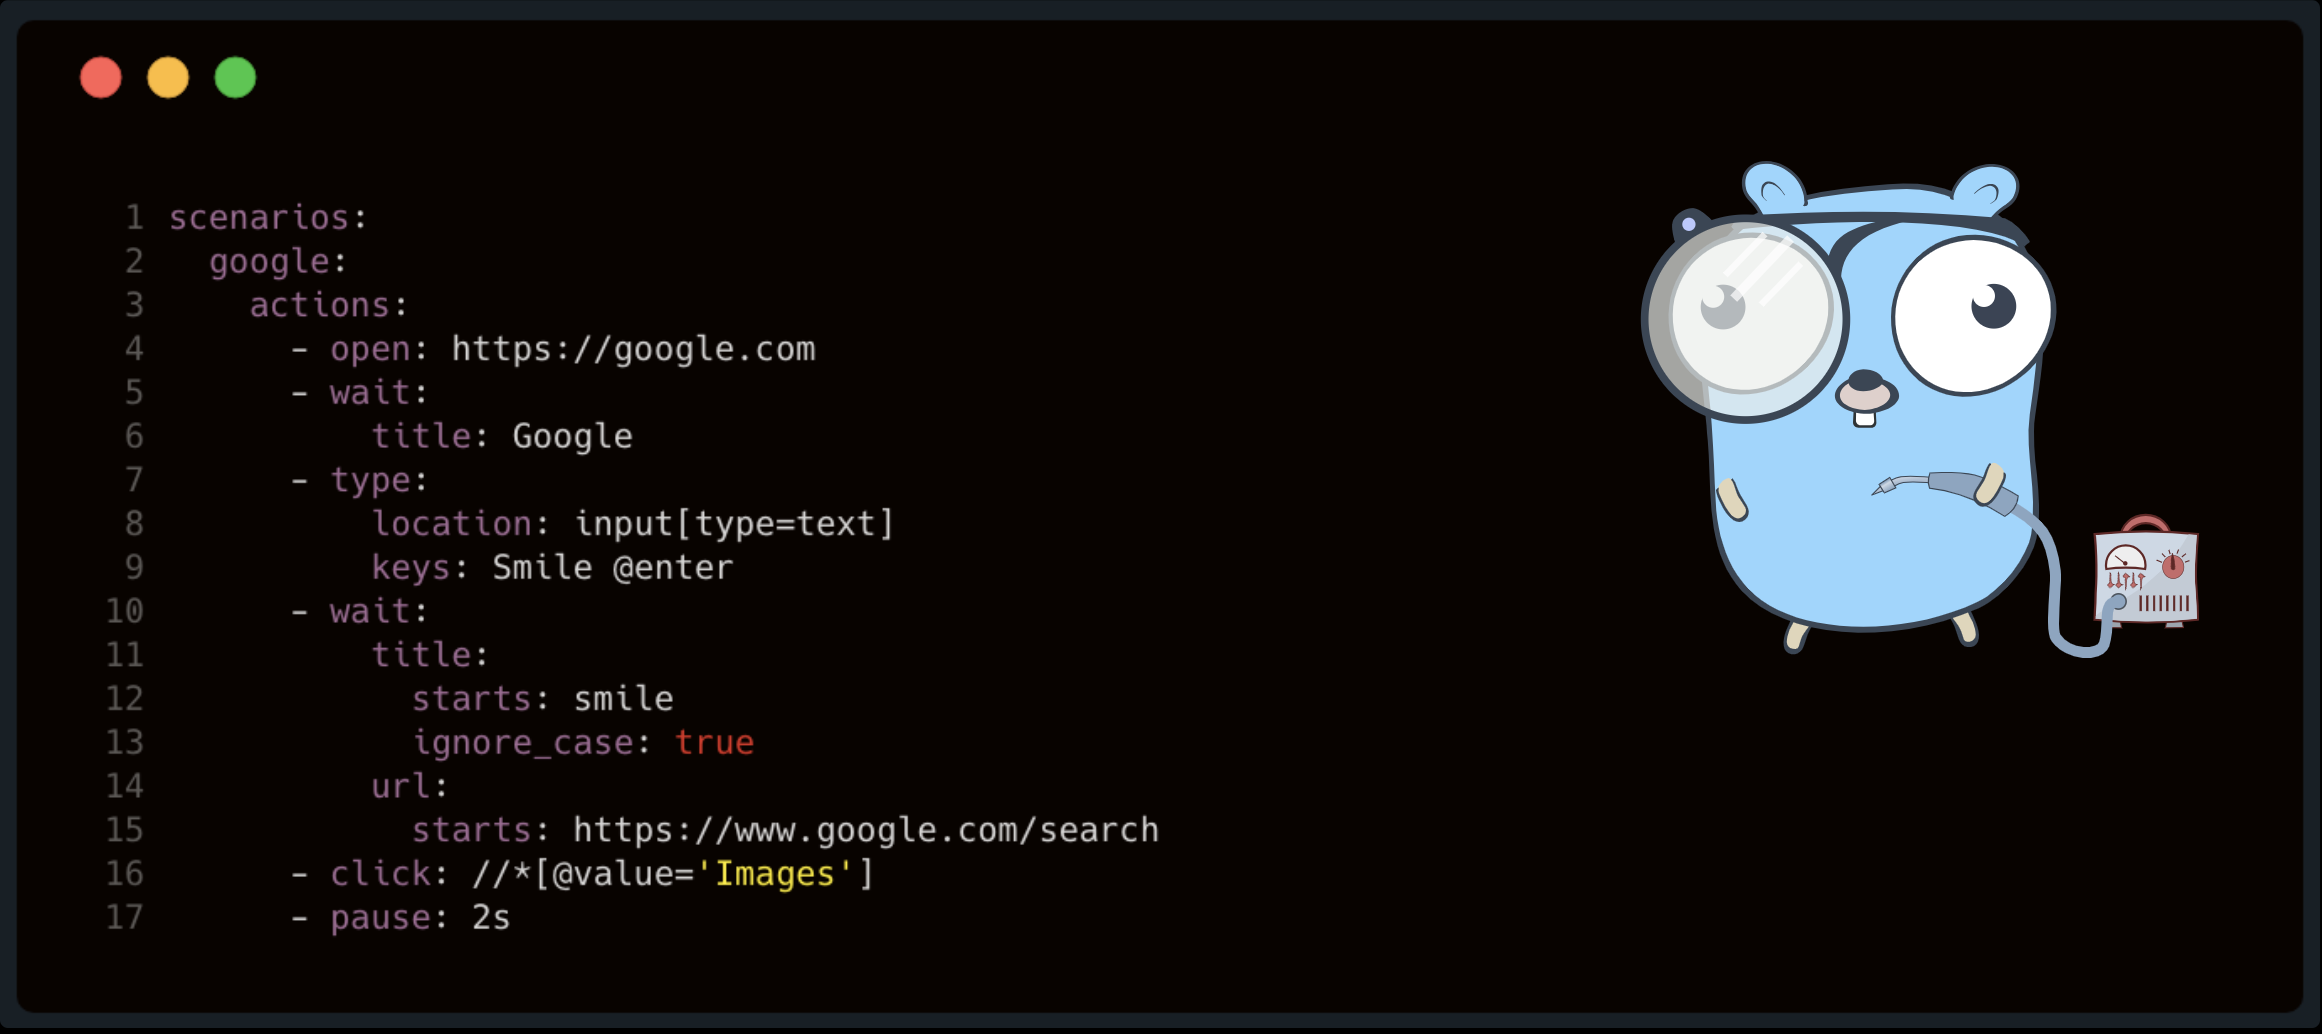 1 scenarios:
2   google:
3     actions:
4       - open: https://google.com
5       - wait:
6           title: Google
7       - type:
8           location: input[type=text]
9           keys: Smile @enter
10       - wait:
11           title:
12             starts: smile
13             ignore_case: true
14           url:
15             starts: https://www.google.com/search
16       - click: //*[@value='Images']
17       - pause: 2s